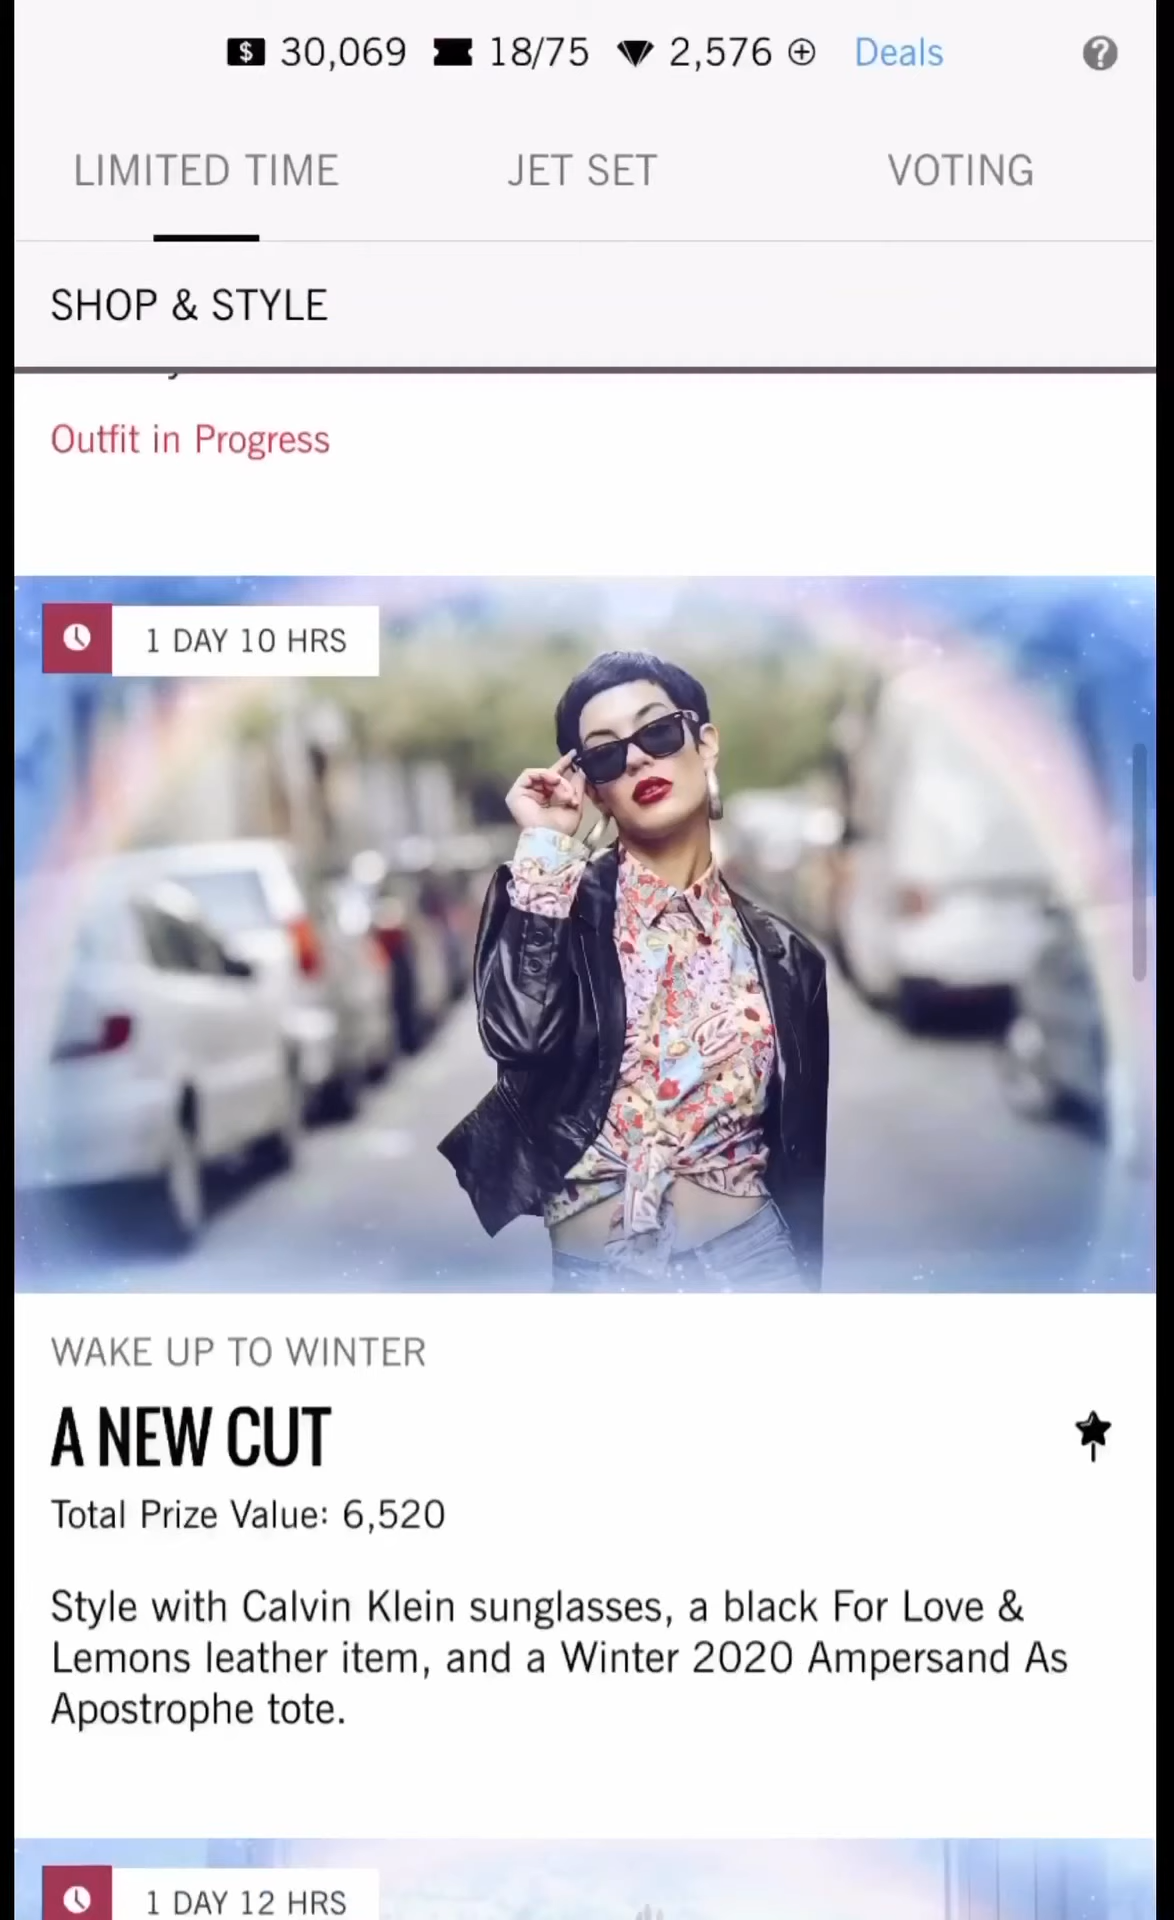 $ 30,069 18/75 2,576 Deals ?
LIMITED TIME JET SET VOTING
SHOP & STYLE
Outfit in Progress
1 DAY 10 HRS
WAKE UP TO WINTER
A NEW CUT
Total Prize Value: 6,520
Style with Calvin Klein sunglasses, a black For Love &
Lemons leather item, and a Winter 2020 Ampersand As
Apostrophe tote.
1 DAY 12 HRS